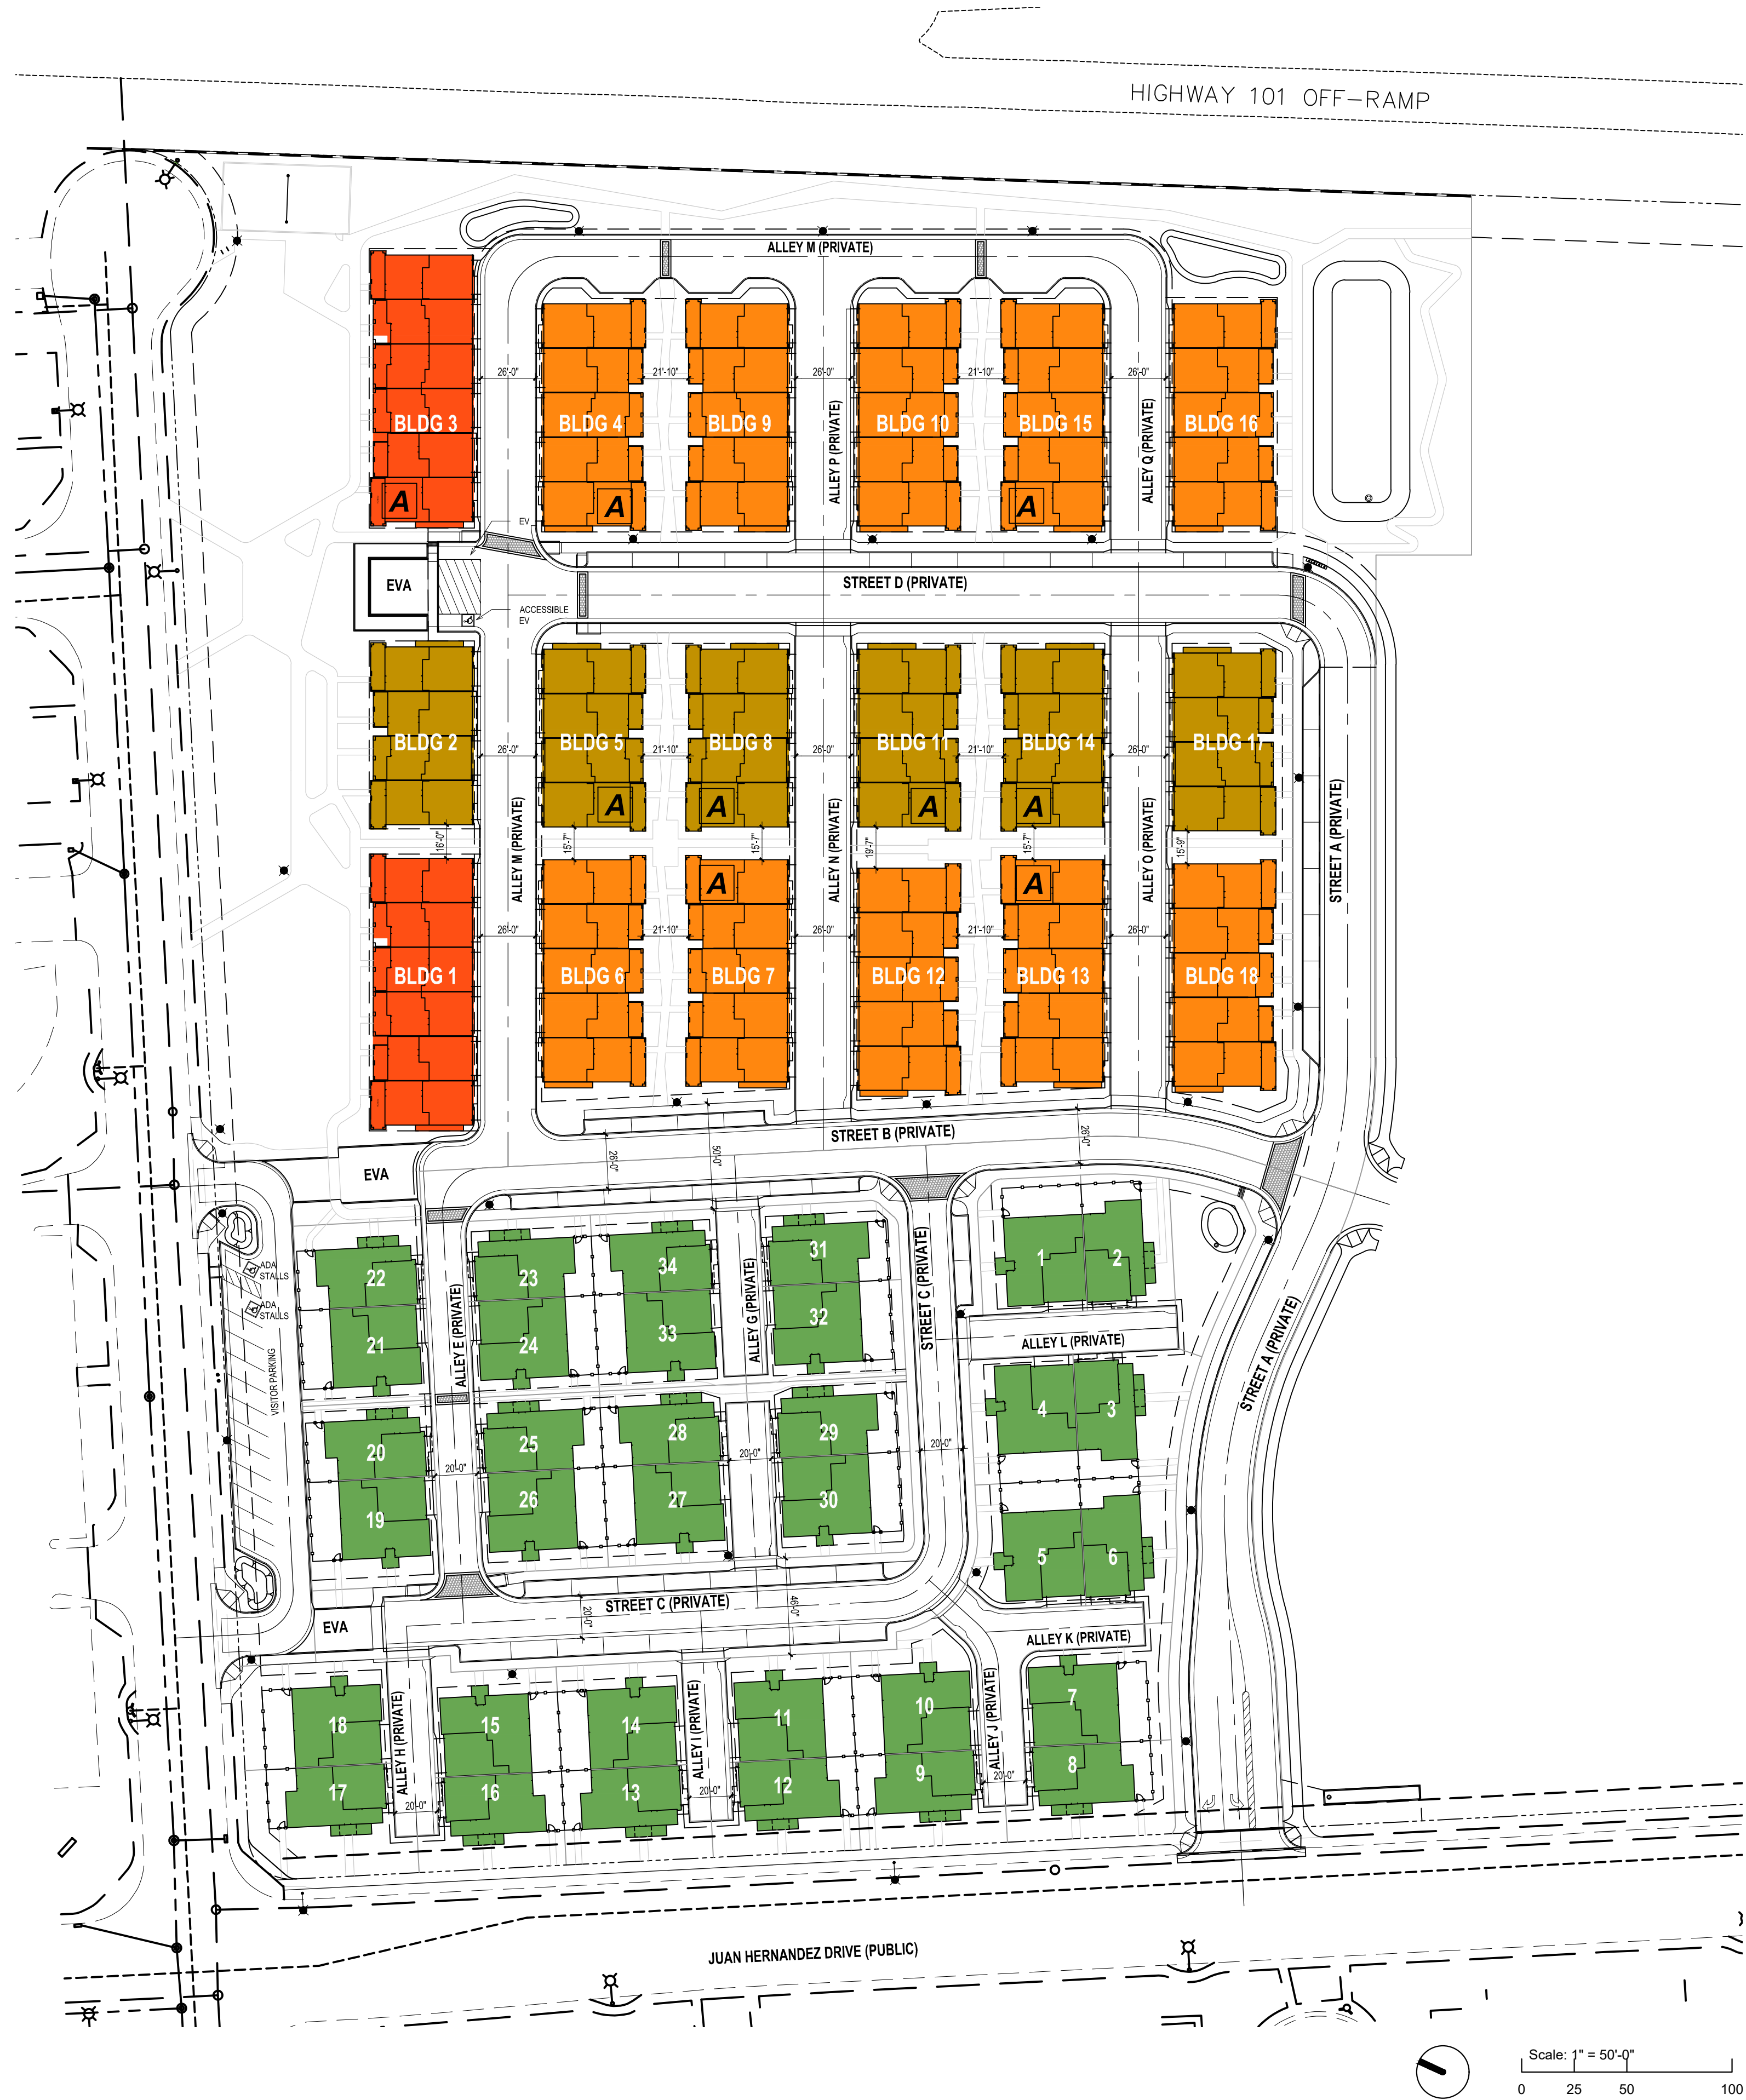 HIGHWAY 101 OFF-RAMP
ALLEY M (PRIVATE)
26'-0"
21'-10"
26'-0"
21'-10"
26'-0"
BLDG 3
BLDG 4
BLDG 9
BLDG 10
BLDG 15
BLDG 16
ALLEY P (PRIVATE)
ALLEY Q (PRIVATE)
A
A
A
EV
EVA
STREET D (PRIVATE)
ACCESSIBLE
EV
BLDG 2
BLDG 5
BLDG 8
BLDG 11
BLDG 14
BLDG 17
26'-0"
21'-10"
26'-0"
21'-10"
26'-0"
A
A
A
A
ALLEY M (PRIVATE)
ALLEY N (PRIVATE)
ALLEY O (PRIVATE)
STREET A (PRIVATE)
16'-0"
15'-7"
15'-7"
19'-7"
15'-7"
15'-9"
A
A
26'-0"
21'-10"
26'-0"
21'-10"
26'-0"
BLDG 1
BLDG 6
BLDG 7
BLDG 12
BLDG 13
BLDG 18
STREET B (PRIVATE)
26'-0"
50'-0"
26'-0"
EVA
22
23
34
31
1
2
ADA
STALLS
ADA
STALLS
21
24
33
32
ALLEY E (PRIVATE)
ALLEY G (PRIVATE)
STREET C (PRIVATE)
ALLEY L (PRIVATE)
STREET A (PRIVATE)
VISITOR PARKING
4
3
20
25
28
29
20'-0"
20'-0"
20'-0"
19
26
27
30
5
6
STREET C (PRIVATE)
20'-0"
46'-0"
EVA
ALLEY K (PRIVATE)
18
15
14
11
10
7
ALLEY H (PRIVATE)
ALLEY I (PRIVATE)
ALLEY J (PRIVATE)
17
16
13
12
9
8
20'-0"
20'-0"
20'-0"
JUAN HERNANDEZ DRIVE (PUBLIC)
Scale: 1" = 50'-0"
0 25 50 100